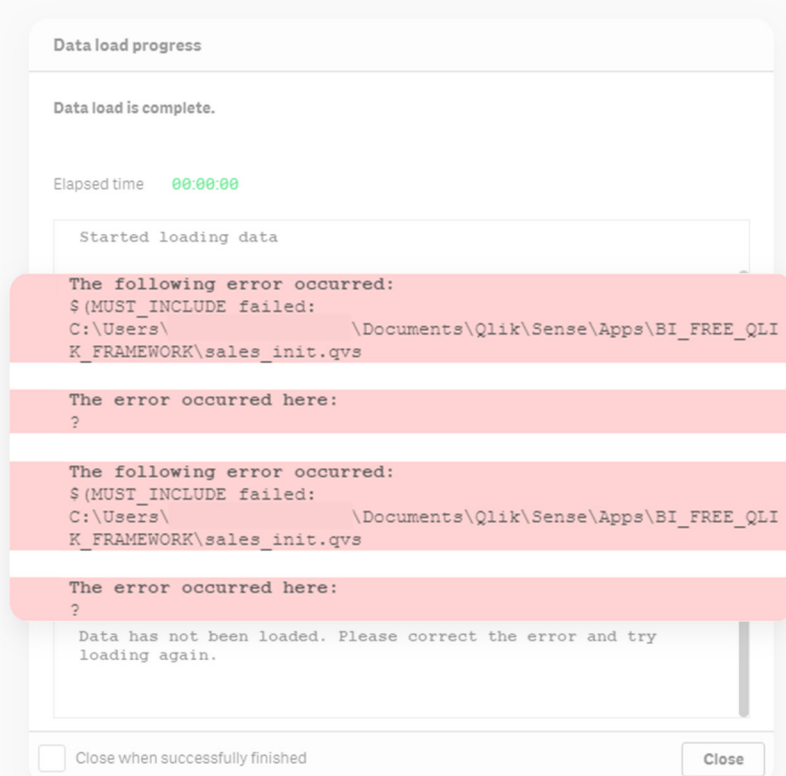 Data load progress
Data load is complete.
Elapsed time 00:00:00
Started loading data
The following error occurred:
$(MUST_INCLUDE failed:
C:\Users\ \Documents\Qlik\Sense\Apps\BI_FREE_QLI
K_FRAMEWORK\sales_init.qvs
The error occurred here:
?
The following error occurred:
$(MUST_INCLUDE failed:
C:\Users\ \Documents\Qlik\Sense\Apps\BI_FREE_QLI
K_FRAMEWORK\sales_init.qvs
The error occurred here:
?
Data has not been loaded. Please correct the error and try
loading again.
Close when successfully finished
Close